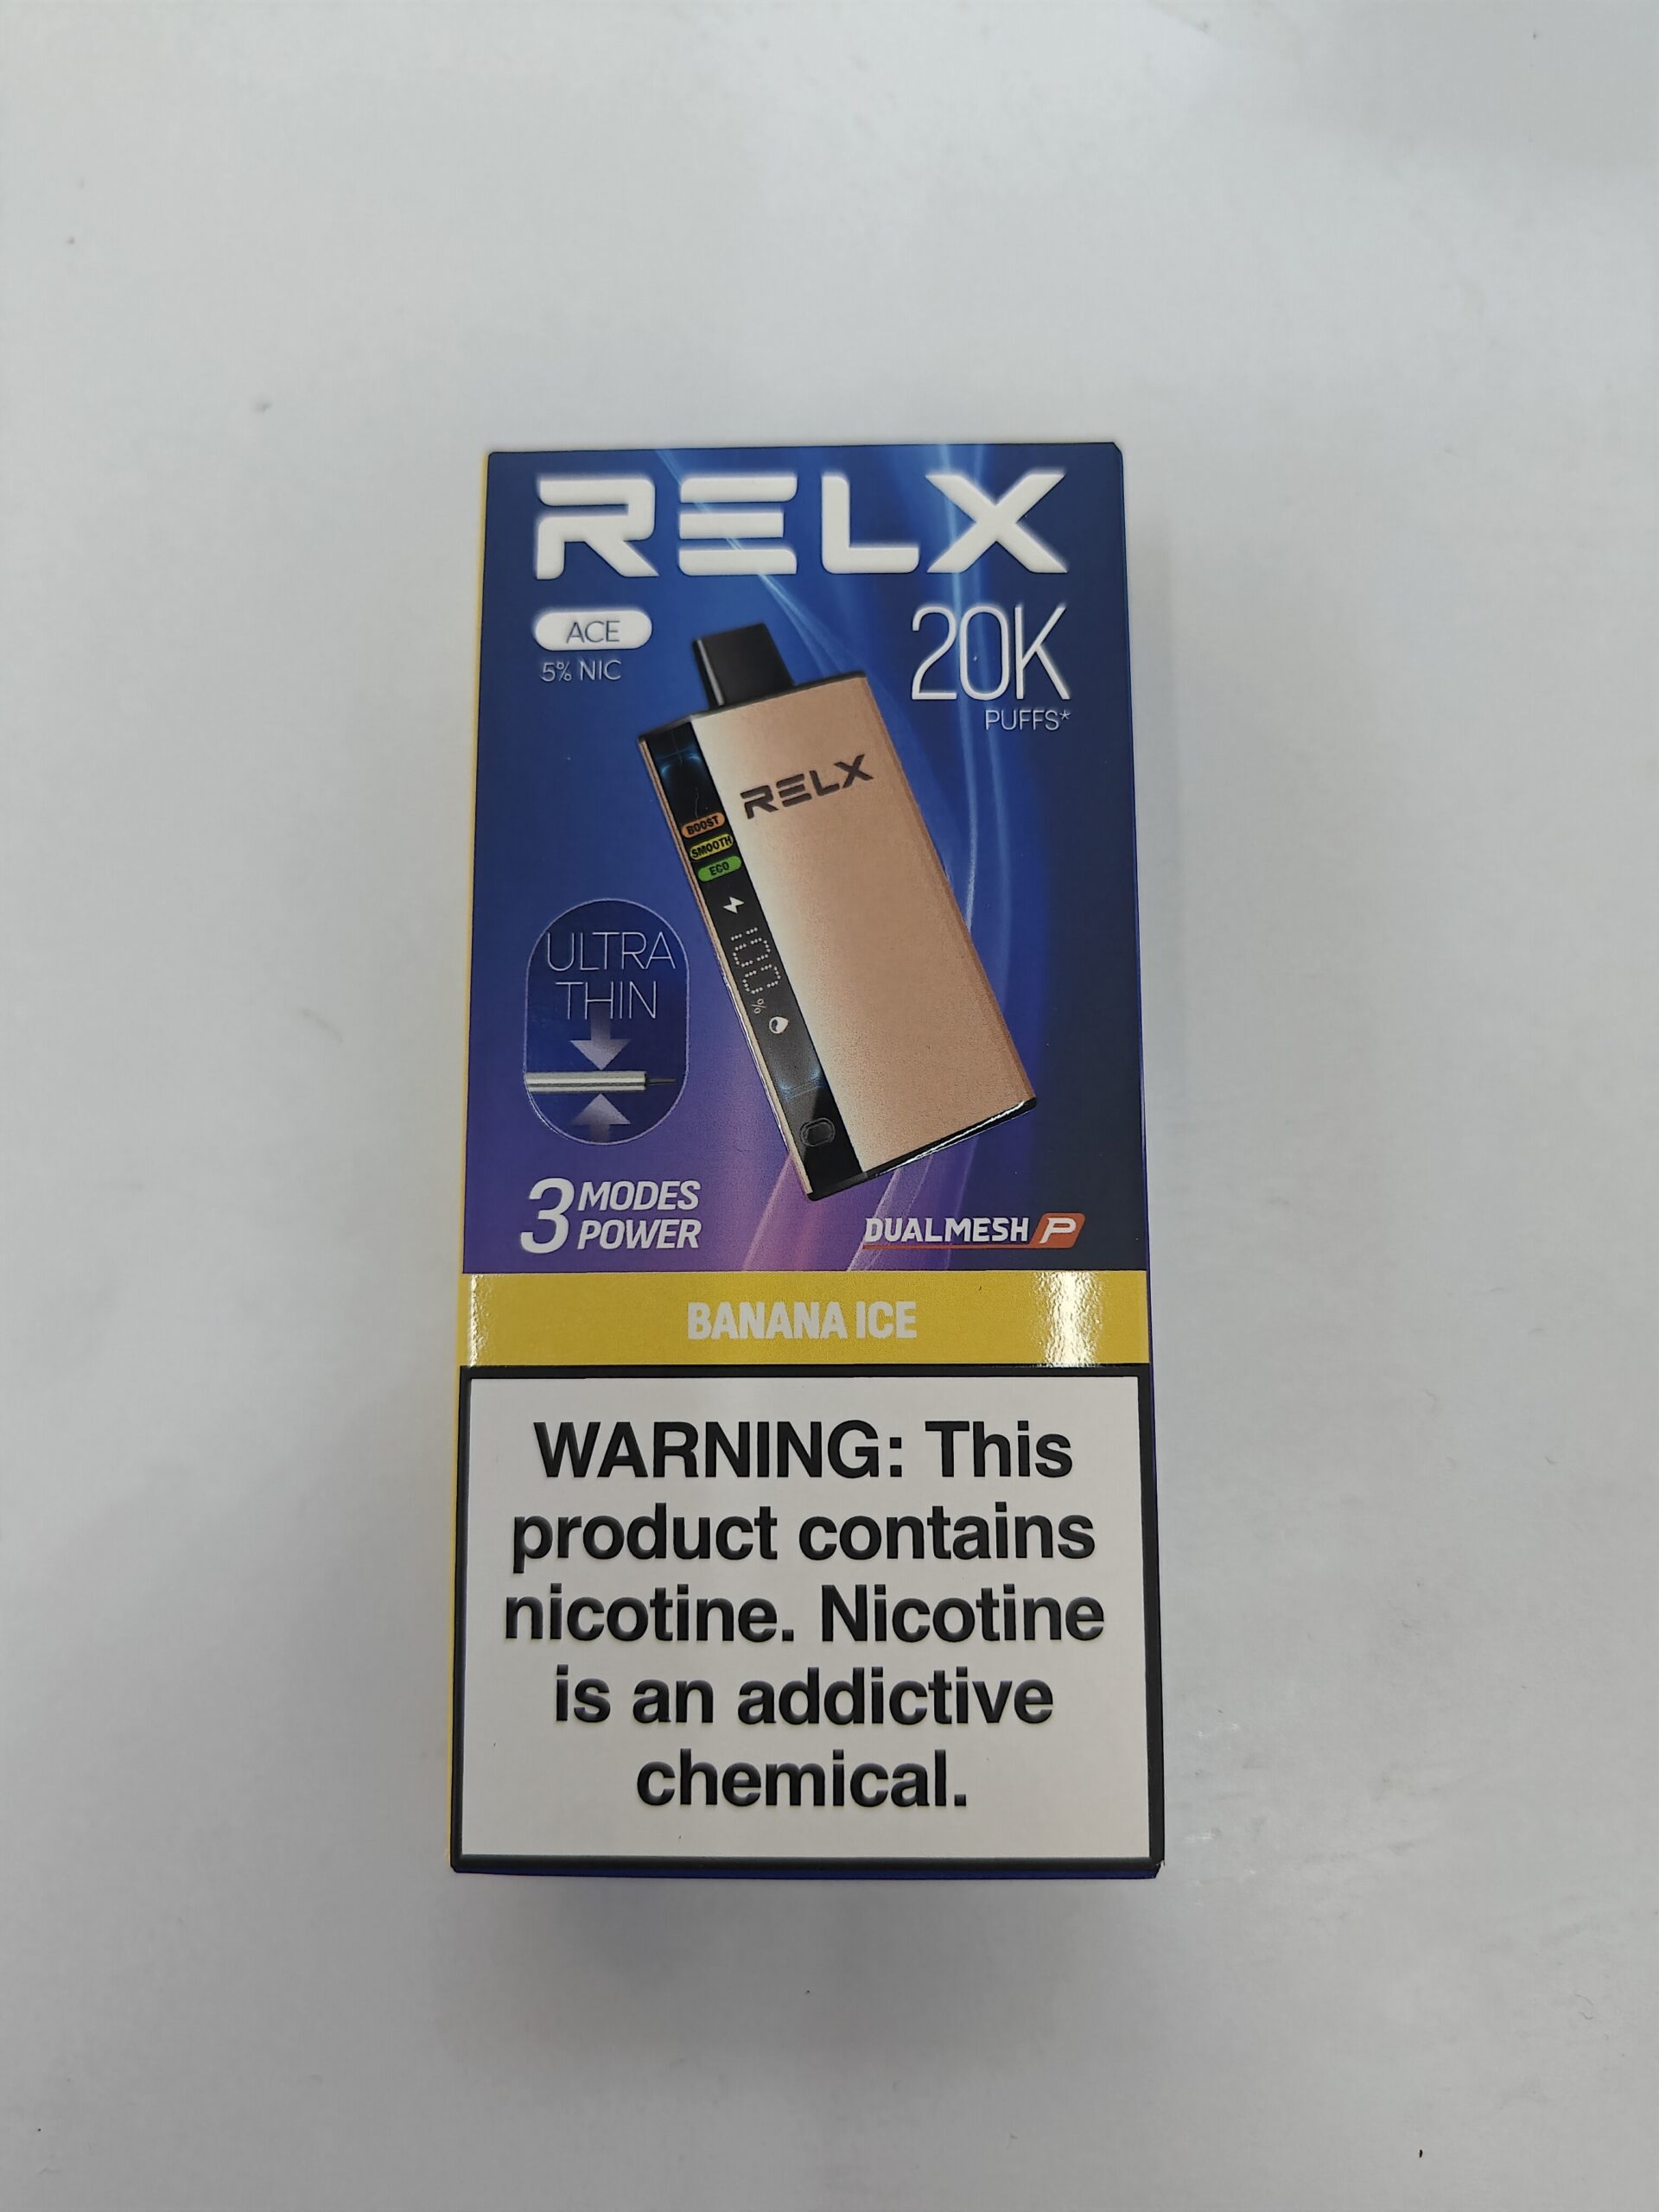 RELX
ACE
5% NIC
20K
PUFFS*
RELX
BOOST
SMOOTH
ECO
100%
ULTRA
THIN
3 MODES
POWER
DUALMESH P
BANANA ICE
WARNING: This
product contains
nicotine. Nicotine
is an addictive
chemical.